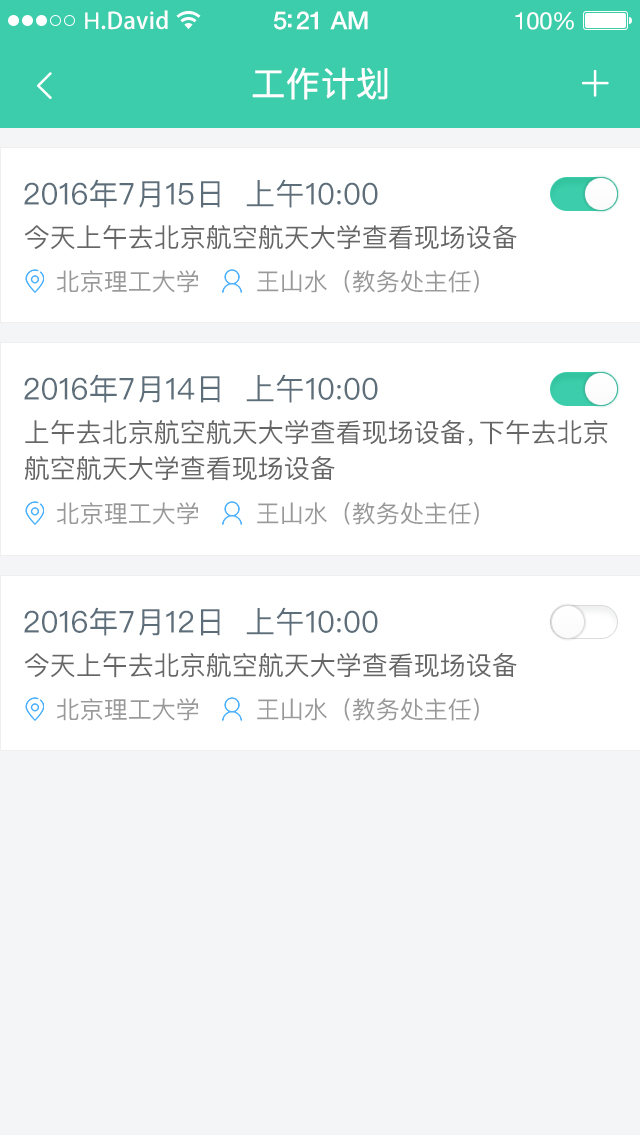 H.David 5:21 AM 100%
工作计划
2016年7月15日 上午10:00
今天上午去北京航空航天大学查看现场设备
北京理工大学 王山水（教务处主任）
2016年7月14日 上午10:00
上午去北京航空航天大学查看现场设备，下午去北京
航空航天大学查看现场设备
北京理工大学 王山水（教务处主任）
2016年7月12日 上午10:00
今天上午去北京航空航天大学查看现场设备
北京理工大学 王山水（教务处主任）